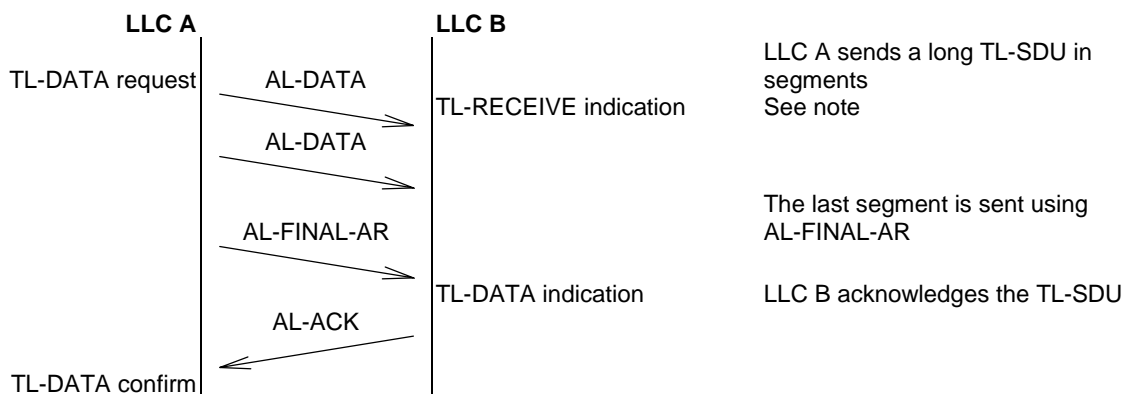 LLC A
LLC B
LLC A sends a long TL-SDU in
segments
See note
TL-DATA request
AL-DATA
TL-RECEIVE indication
AL-DATA
The last segment is sent using
AL-FINAL-AR
AL-FINAL-AR
TL-DATA indication
LLC B acknowledges the TL-SDU
AL-ACK
TL-DATA confirm